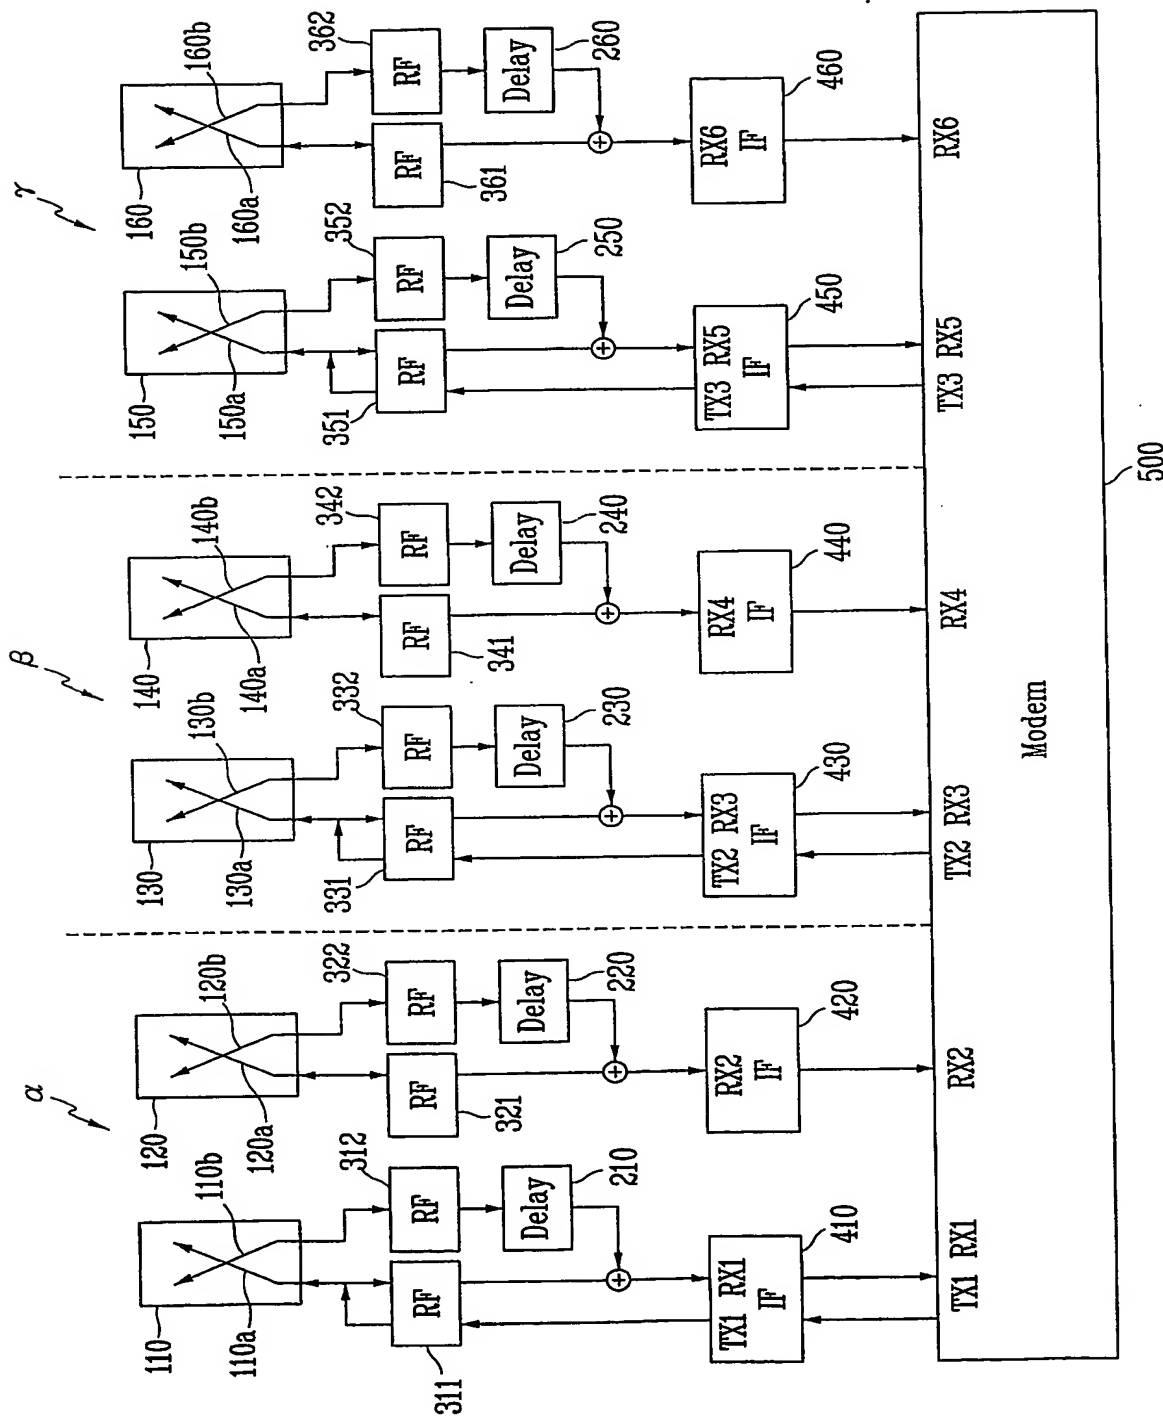 α
β
γ
110
110a
110b
120
120a
120b
130
130a
130b
140
140a
140b
150
150a
150b
160
160a
160b
311
RF
312
RF
321
RF
322
RF
331
RF
332
RF
341
RF
342
RF
351
RF
352
RF
361
RF
362
RF
Delay
210
Delay
220
Delay
230
Delay
240
Delay
250
Delay
260
TX1 RX1
IF
410
RX2
IF
420
TX2 RX3
IF
430
RX4
IF
440
TX3 RX5
IF
450
RX6
IF
460
TX1 RX1
RX2
TX2 RX3
RX4
TX3 RX5
RX6
Modem
500